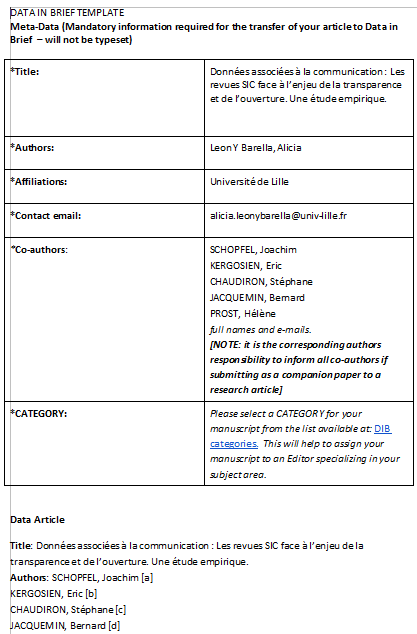 DATA IN BRIEF TEMPLATE
Meta-Data (Mandatory information required for the transfer of your article to Data in
Brief – will not be typeset)
*Title:
Données associées à la communication : Les
revues SIC face à l'enjeu de la transparence
et de l'ouverture. Une étude empirique.
*Authors:
Leon Y Barella, Alicia
*Affiliations:
Université de Lille
*Contact email:
alicia.leonybarella@univ-lille.fr
*Co-authors:
SCHOPFEL, Joachim
KERGOSIEN, Eric
CHAUDIRON, Stéphane
JACQUEMIN, Bernard
PROST, Hélène
full names and e-mails.
[NOTE: it is the corresponding authors
responsibility to inform all co-authors if
submitting as a companion paper to a
research article]
*CATEGORY:
Please select a CATEGORY for your
manuscript from the list available at: DIB
categories. This will help to assign your
manuscript to an Editor specializing in your
subject area.
Data Article
Title: Données associées à la communication : Les revues SIC face à l'enjeu de la
transparence et de l'ouverture. Une étude empirique.
Authors: SCHOPFEL, Joachim [a]
KERGOSIEN, Eric [b]
CHAUDIRON, Stéphane [c]
JACQUEMIN, Bernard [d]